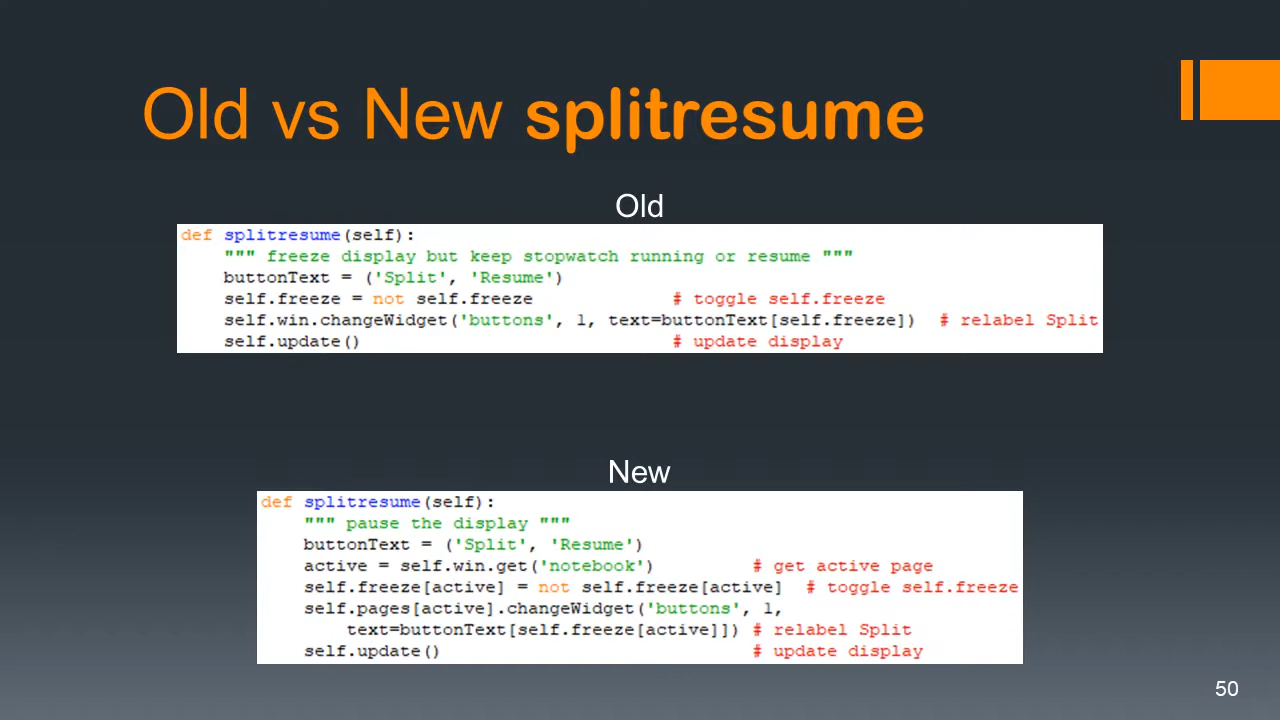 Old vs New splitresume
Old
def splitresume(self):
    """ freeze display but keep stopwatch running or resume """
    buttonText = ('Split', 'Resume')
    self.freeze = not self.freeze             # toggle self.freeze
    self.win.changeWidget('buttons', 1, text=buttonText[self.freeze])  # relabel Split
    self.update()                             # update display
New
def splitresume(self):
    """ pause the display """
    buttonText = ('Split', 'Resume')
    active = self.win.get('notebook')         # get active page
    self.freeze[active] = not self.freeze[active]  # toggle self.freeze
    self.pages[active].changeWidget('buttons', 1,
        text=buttonText[self.freeze[active]]) # relabel Split
    self.update()                             # update display
50